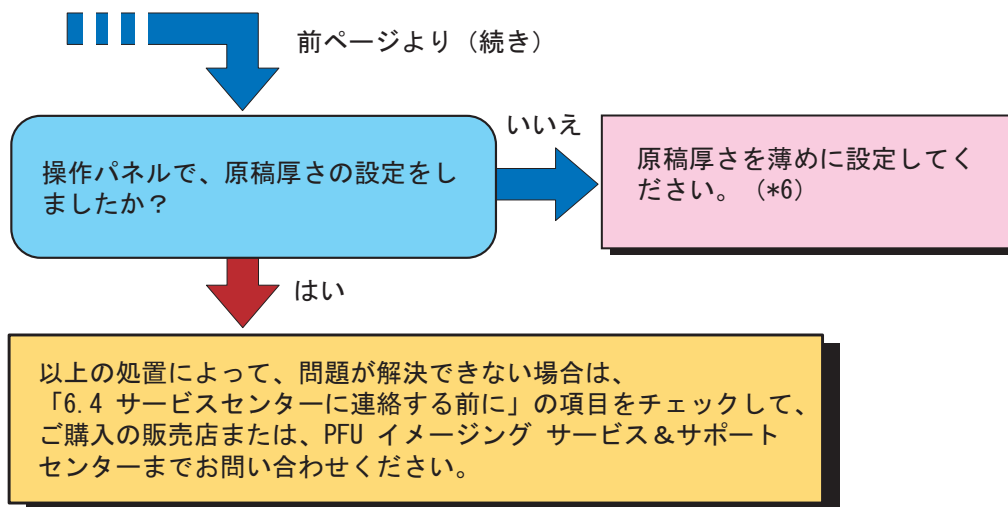 前ページより（続き）
操作パネルで、原稿厚さの設定をし
ましたか？
いいえ
原稿厚さを薄めに設定してく
ださい。（*6）
はい
以上の処置によって、問題が解決できない場合は、
「6.4 サービスセンターに連絡する前に」の項目をチェックして、
ご購入の販売店または、PFU イメージング サービス＆サポート
センターまでお問い合わせください。